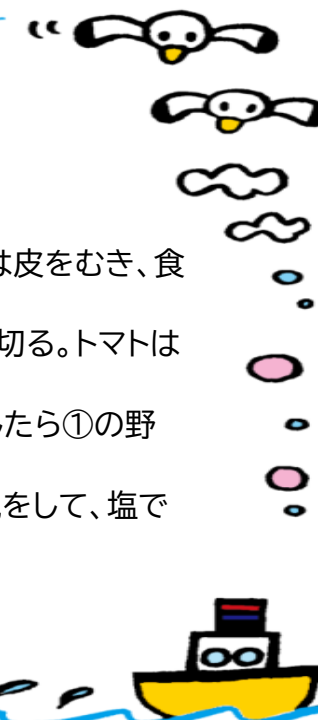 は皮をむき、食
切る。トマトは
たら①の野
をして、塩で